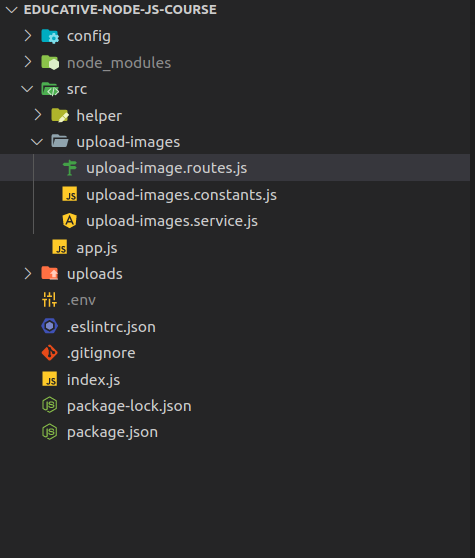 EDUCATIVE-NODE-JS-COURSE
config
node_modules
src
helper
upload-images
upload-image.routes.js
JS upload-images.constants.js
upload-images.service.js
JS app.js
uploads
.env
.eslintrc.json
.gitignore
JS index.js
package-lock.json
package.json